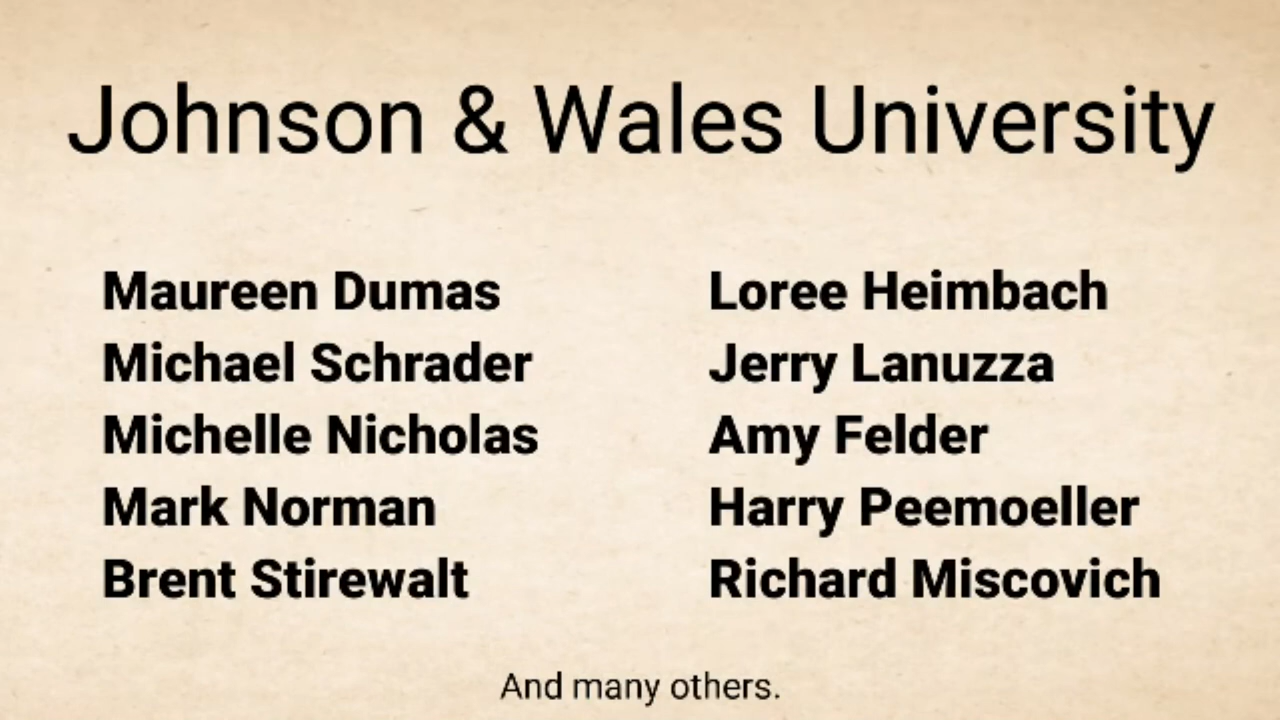 Johnson & Wales University
Maureen Dumas
Michael Schrader
Michelle Nicholas
Mark Norman
Brent Stirewalt
Loree Heimbach
Jerry Lanuzza
Amy Felder
Harry Peemoeller
Richard Miscovich
And many others.